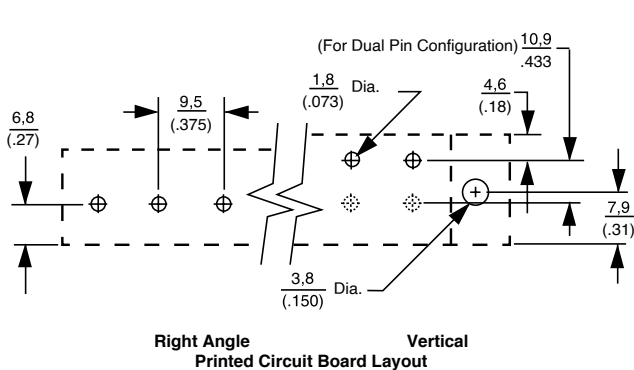 (For Dual Pin Configuration) 10,9
.433
1,8 Dia.
(.073)
4,6
(.18)
9,5
(.375)
6,8
(.27)
7,9
(.31)
3,8 Dia.
(.150)
Right Angle Vertical
Printed Circuit Board Layout